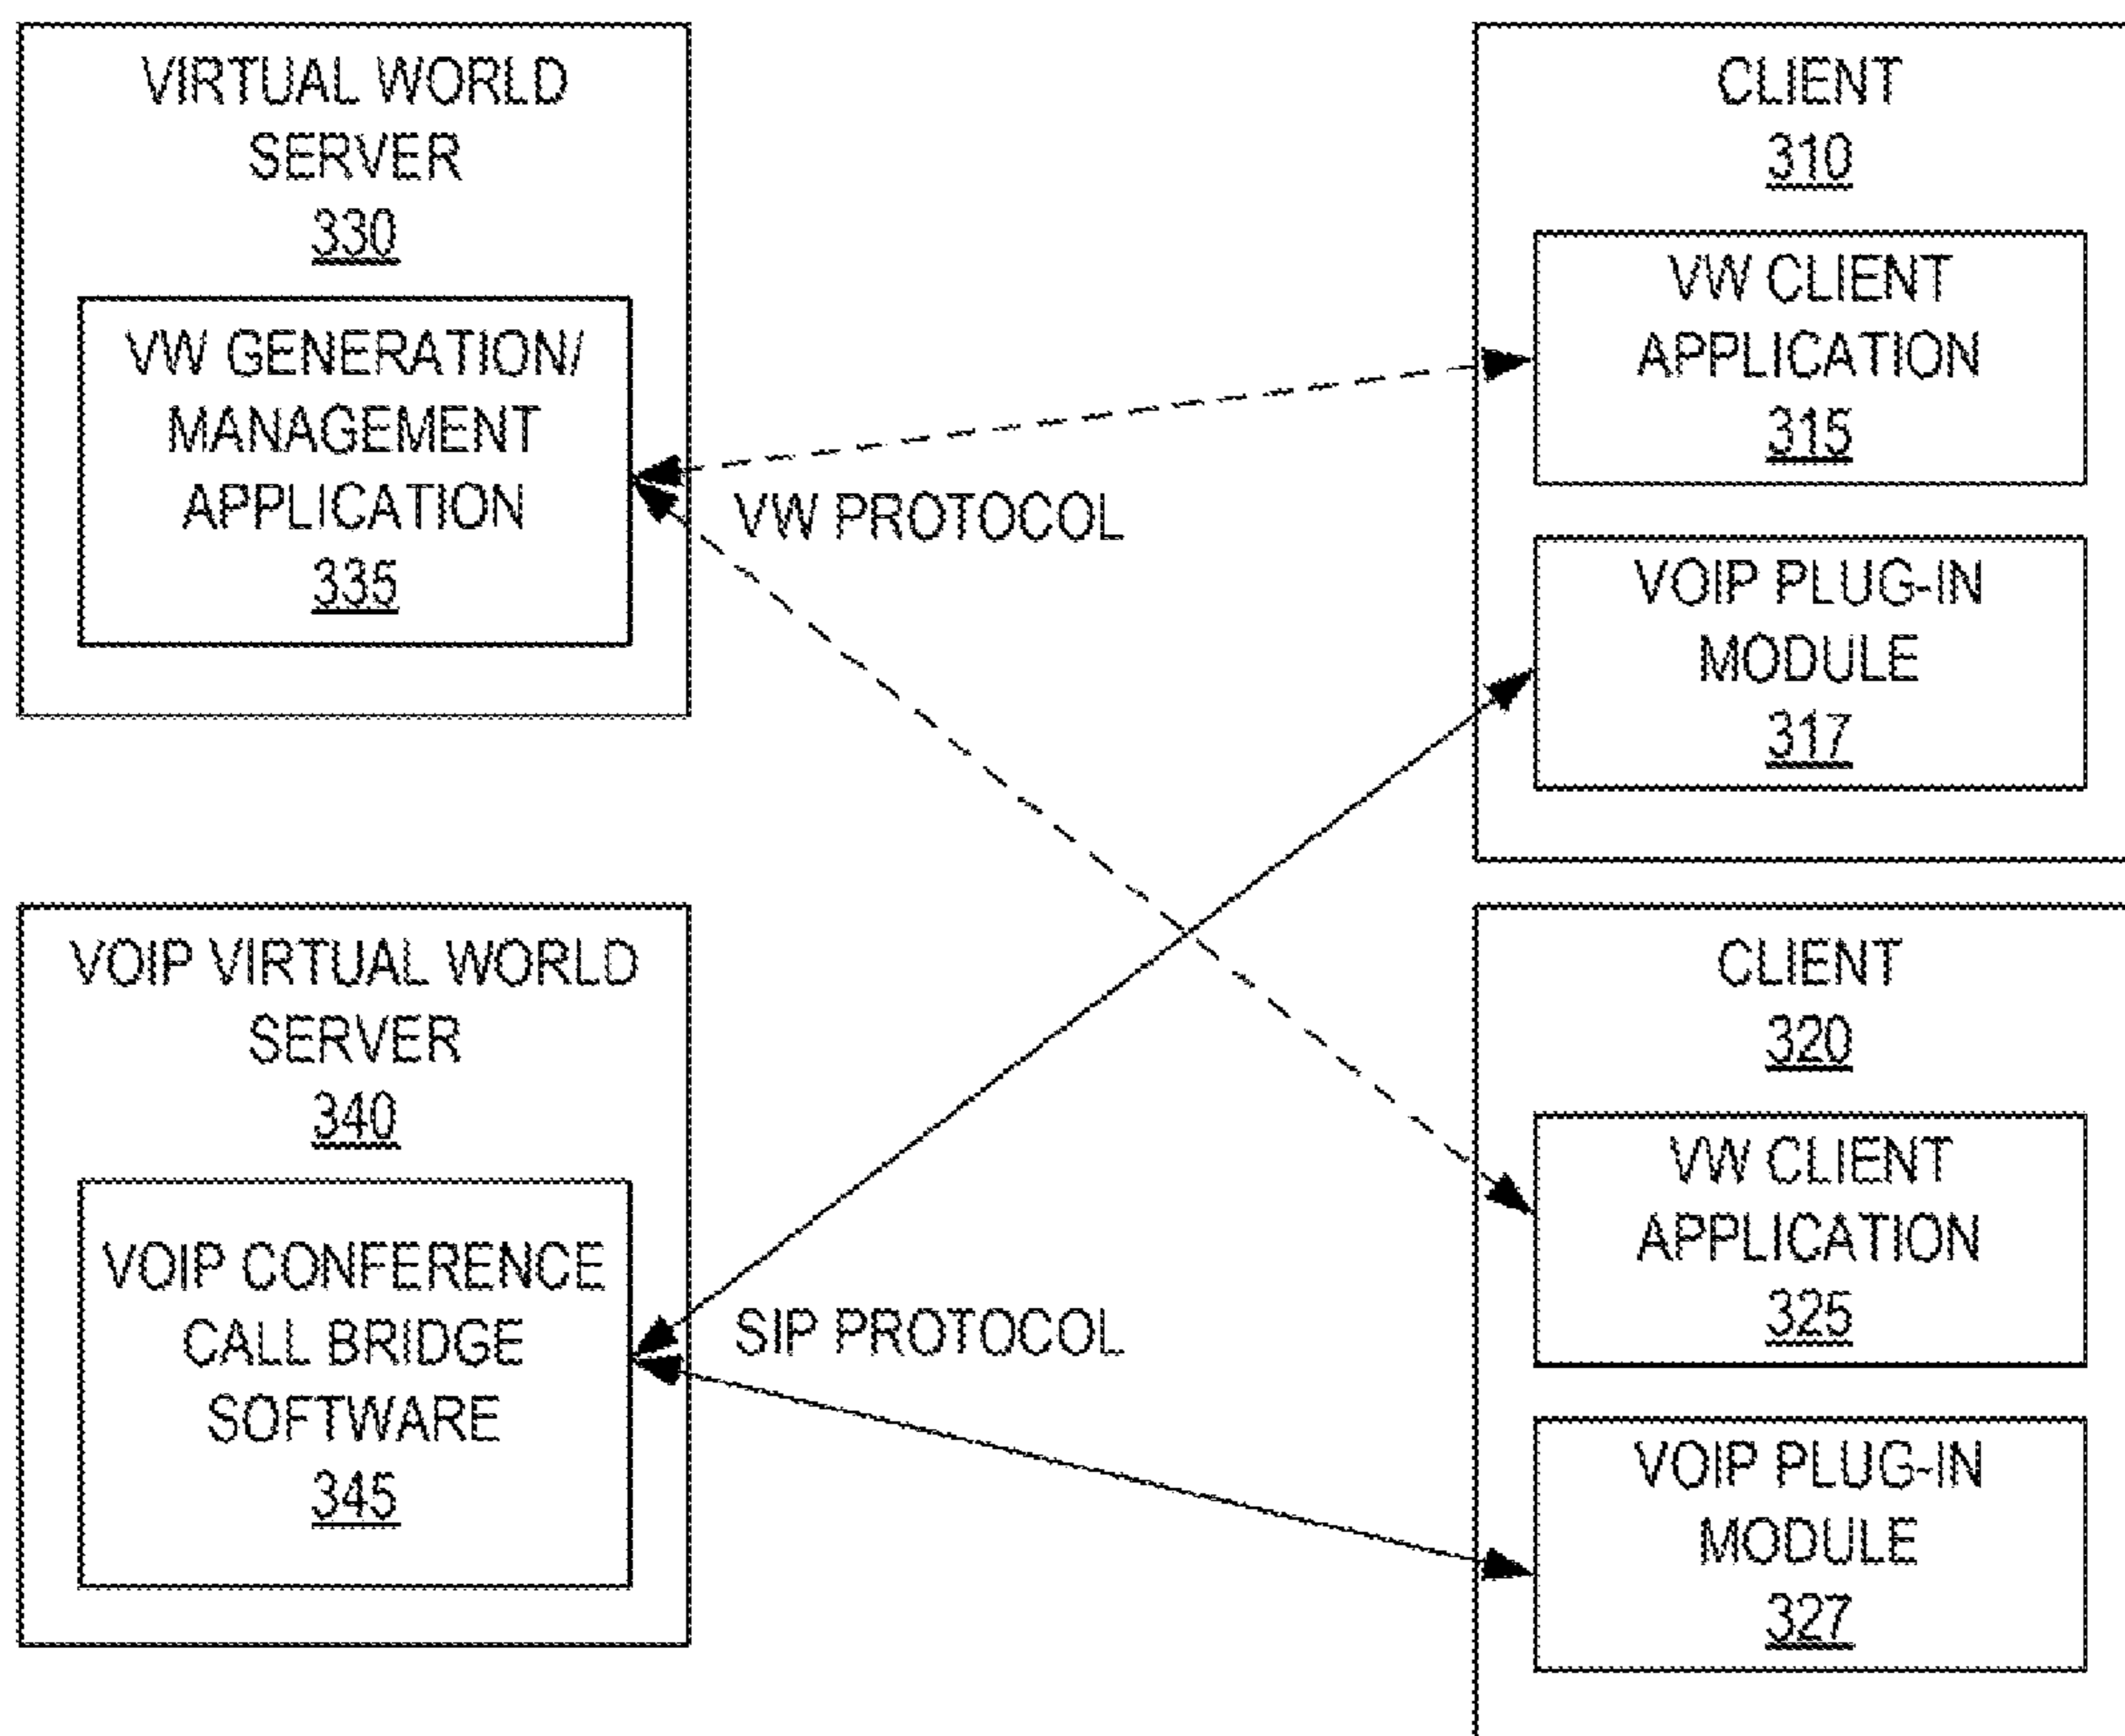 VIRTUAL WORLD
SERVER
330
VW GENERATION/
MANAGEMENT
APPLICATION
335
VW PROTOCOL
CLIENT
310
VW CLIENT
APPLICATION
315
VOIP PLUG-IN
MODULE
317
VOIP VIRTUAL WORLD
SERVER
340
VOIP CONFERENCE
CALL BRIDGE
SOFTWARE
345
SIP PROTOCOL
CLIENT
320
VW CLIENT
APPLICATION
325
VOIP PLUG-IN
MODULE
327